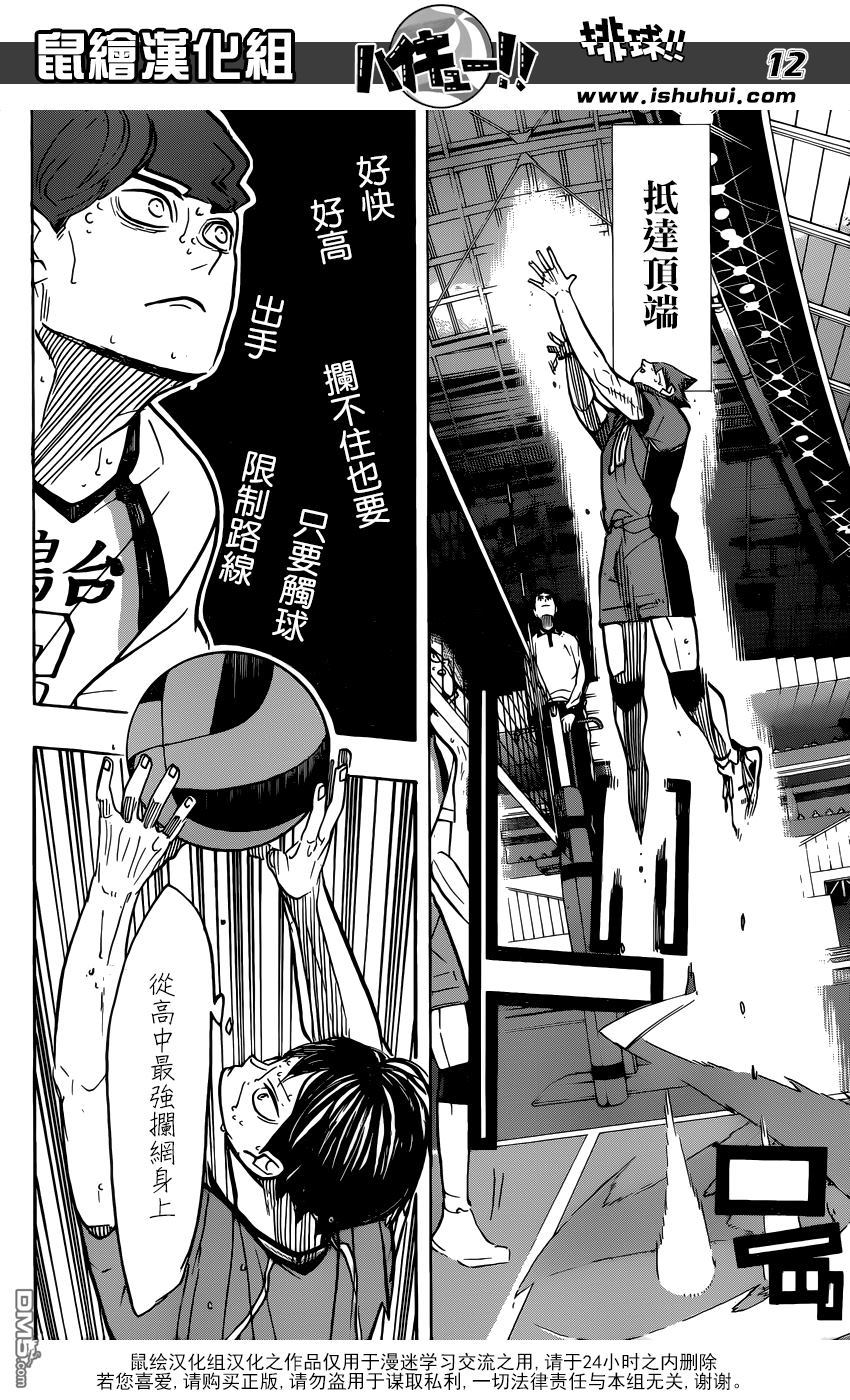 鼠繪漢化組
ハイキュー!!
排球!!
12
www.ishuhui.com
抵達頂端
好快
好高
出手
攔不住也要
限制路線
只要觸球
台
從高中最強攔網身上
DM5.com
鼠绘汉化组汉化之作品仅用于漫迷学习交流之用,请于24小时之内删除
若您喜爱,请购买正版,请勿盗用于谋取私利,一切法律责任与本组无关,谢谢。